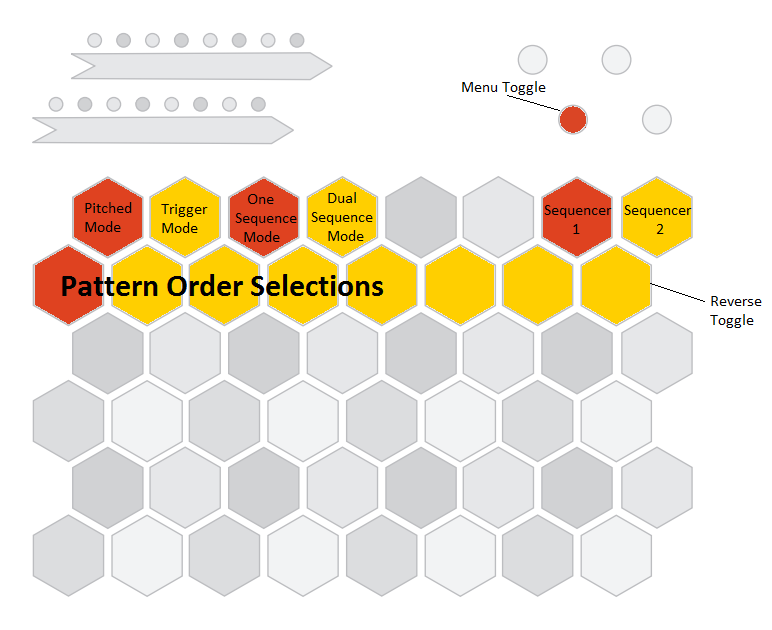 Menu Toggle
Pitched
Mode
Trigger
Mode
One
Sequence
Mode
Dual
Sequence
Mode
Sequencer
1
Sequencer
2
Pattern Order Selections
Reverse
Toggle